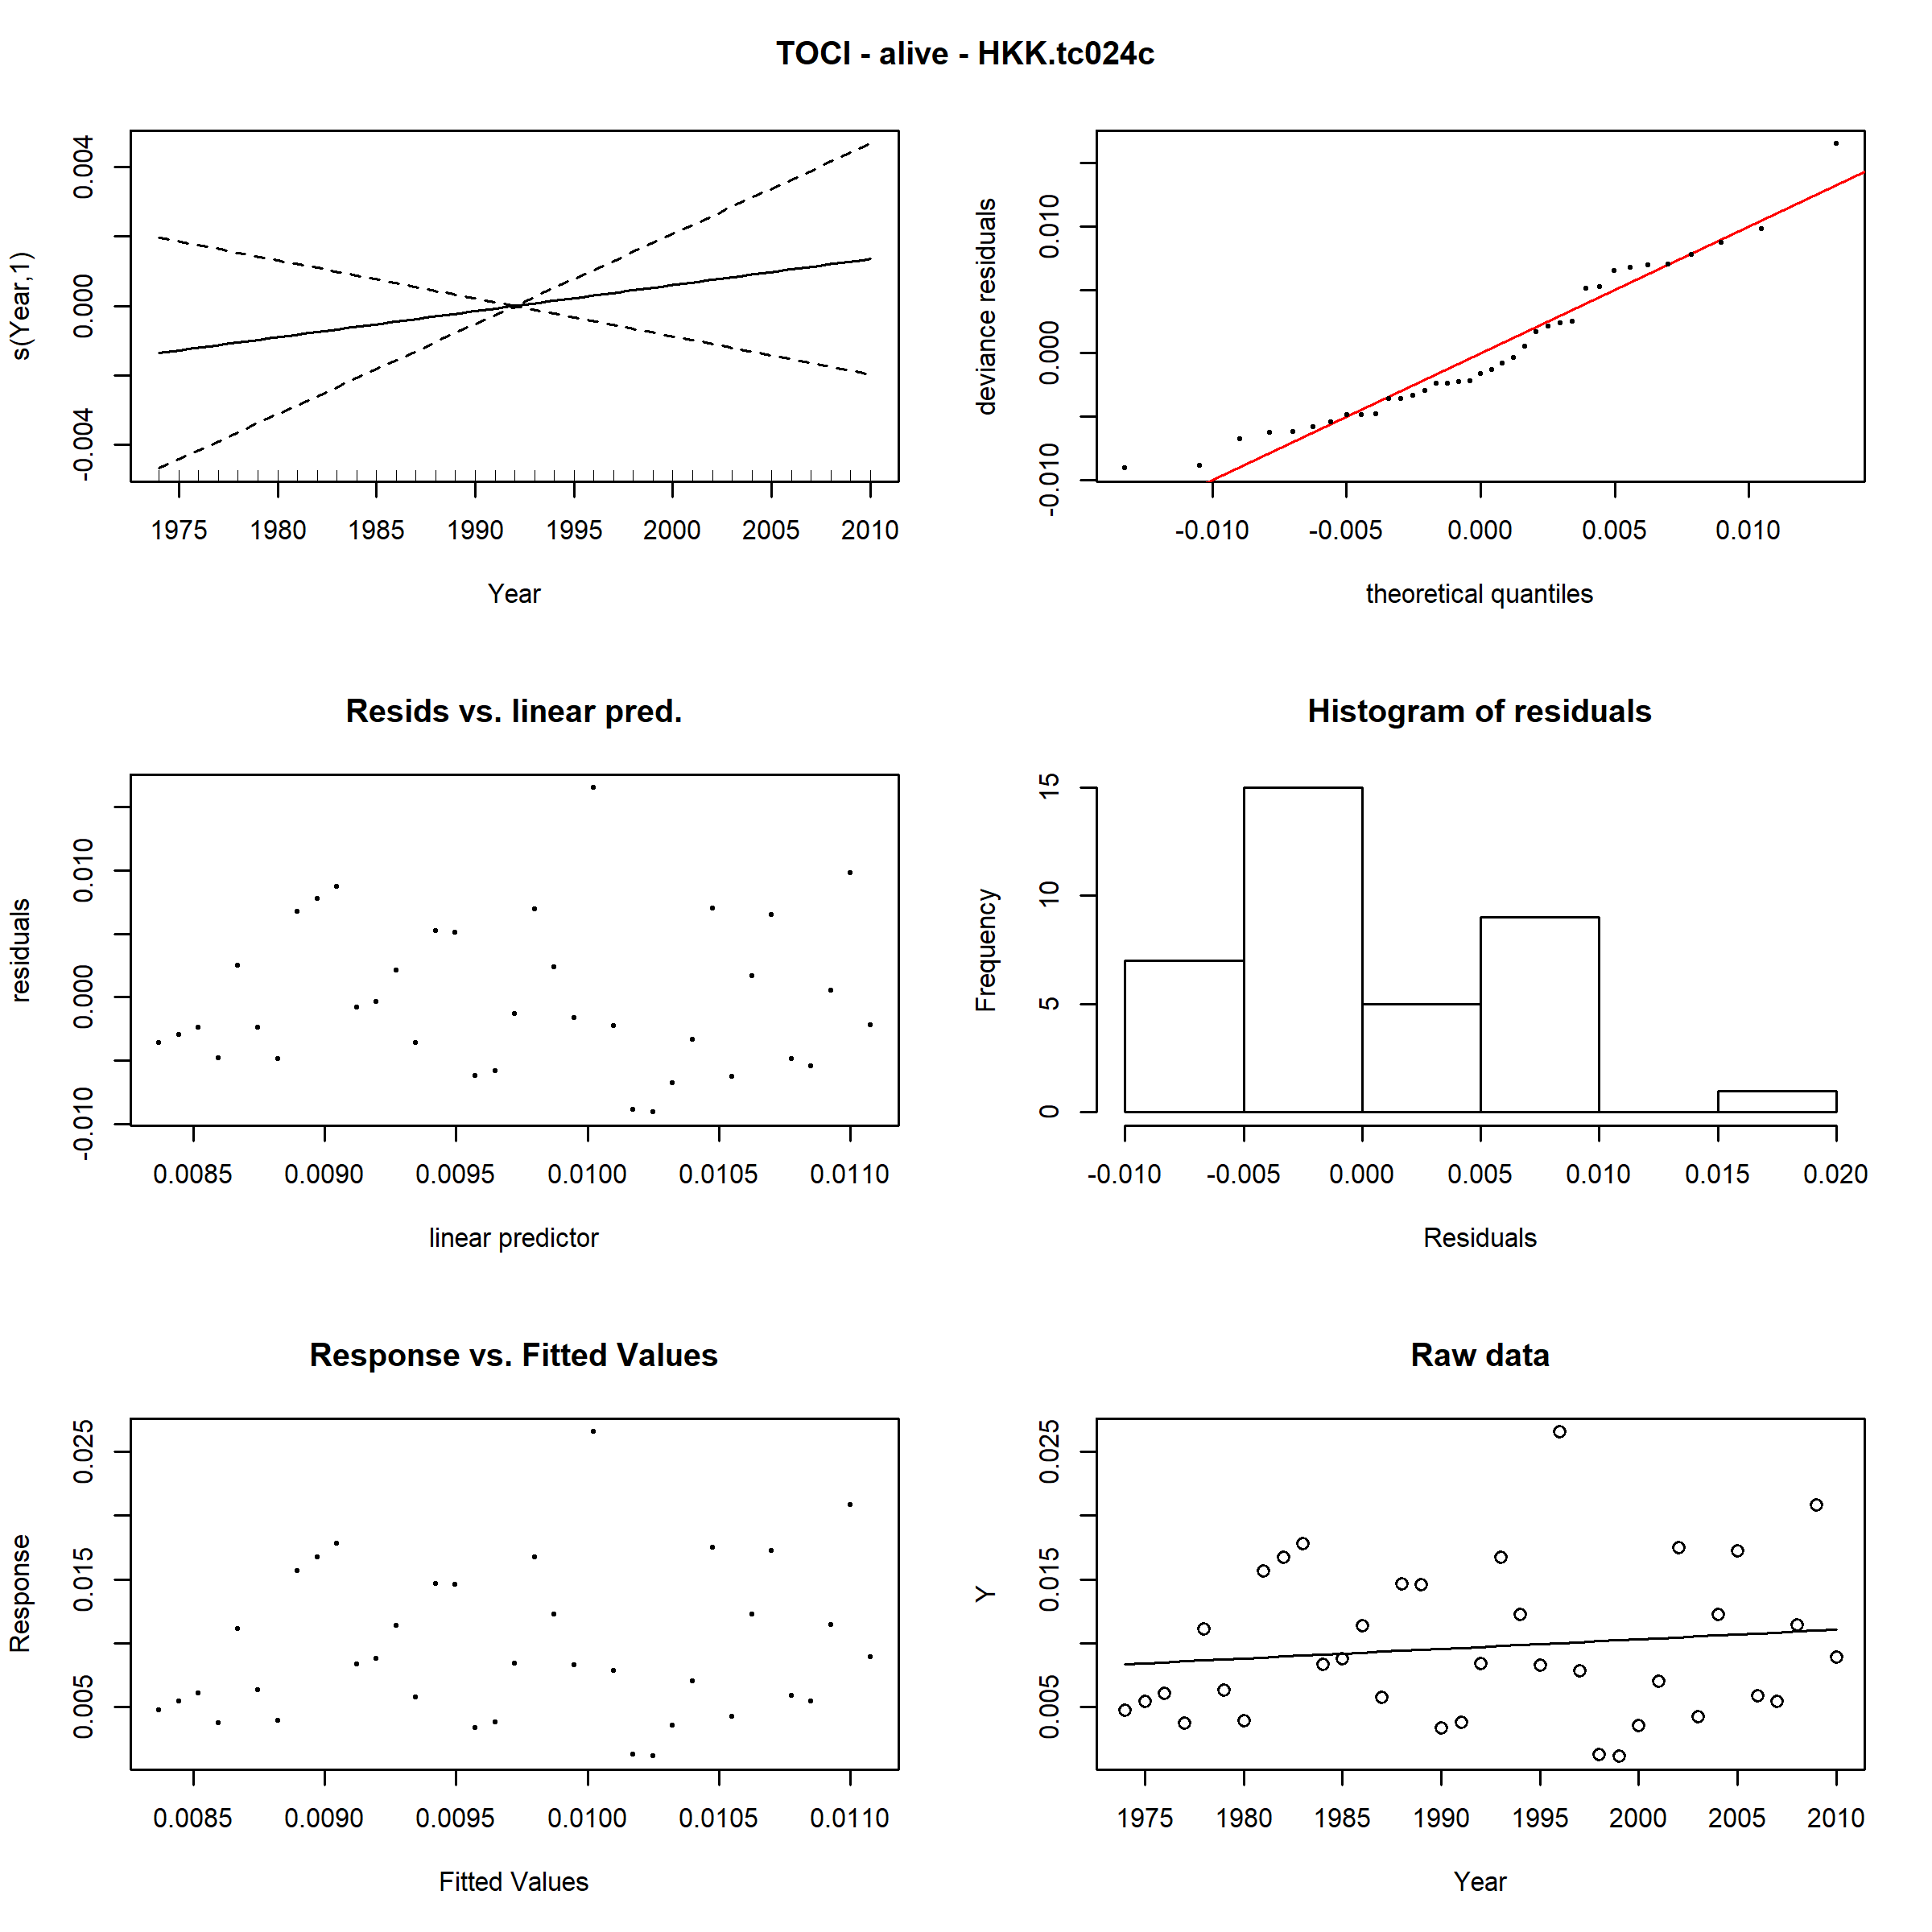 TOCI - alive - HKK.tc024c
s(Year,1)
0.004
0.000
-0.004
1975 1980 1985 1990 1995 2000 2005 2010
Year
deviance residuals
0.010
0.000
-0.010
-0.010 -0.005 0.000 0.005 0.010
theoretical quantiles
Resids vs. linear pred.
residuals
0.010
0.000
-0.010
0.0085 0.0090 0.0095 0.0100 0.0105 0.0110
linear predictor
Histogram of residuals
Frequency
15
10
5
0
-0.010 -0.005 0.000 0.005 0.010 0.015 0.020
Residuals
Response vs. Fitted Values
Response
0.025
0.015
0.005
0.0085 0.0090 0.0095 0.0100 0.0105 0.0110
Fitted Values
Raw data
Y
0.025
0.015
0.005
1975 1980 1985 1990 1995 2000 2005 2010
Year